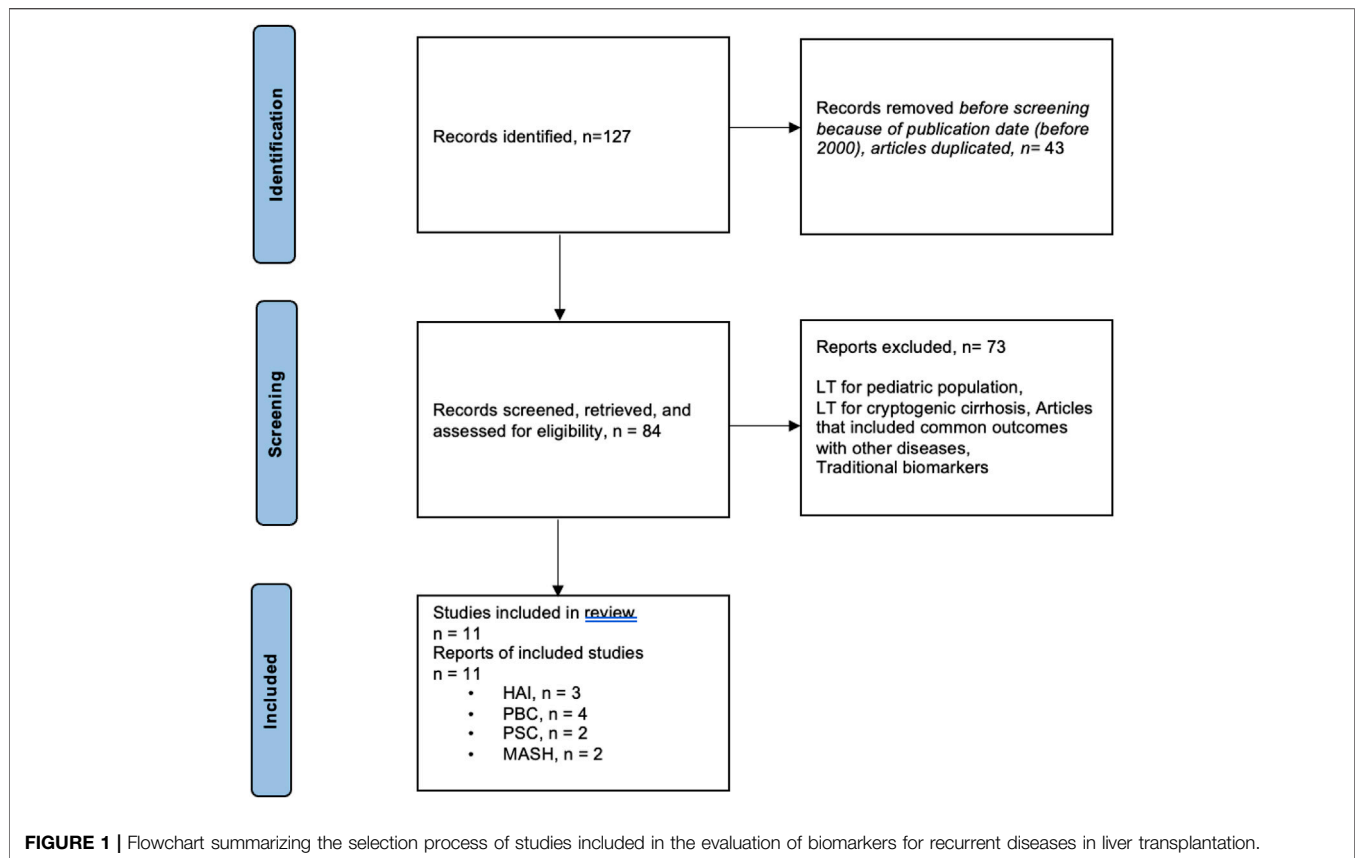 Identification
Records identified, n=127
Records removed before screening
because of publication date (before
2000), articles duplicated, n= 43
Screening
Records screened, retrieved, and
assessed for eligibility, n = 84
Reports excluded, n= 73
LT for pediatric population,
LT for cryptogenic cirrhosis, Articles
that included common outcomes
with other diseases,
Traditional biomarkers
Included
Studies included in review
n = 11
Reports of included studies
n = 11
• HAI, n = 3
• PBC, n = 4
• PSC, n = 2
• MASH, n = 2
FIGURE 1 | Flowchart summarizing the selection process of studies included in the evaluation of biomarkers for recurrent diseases in liver transplantation.